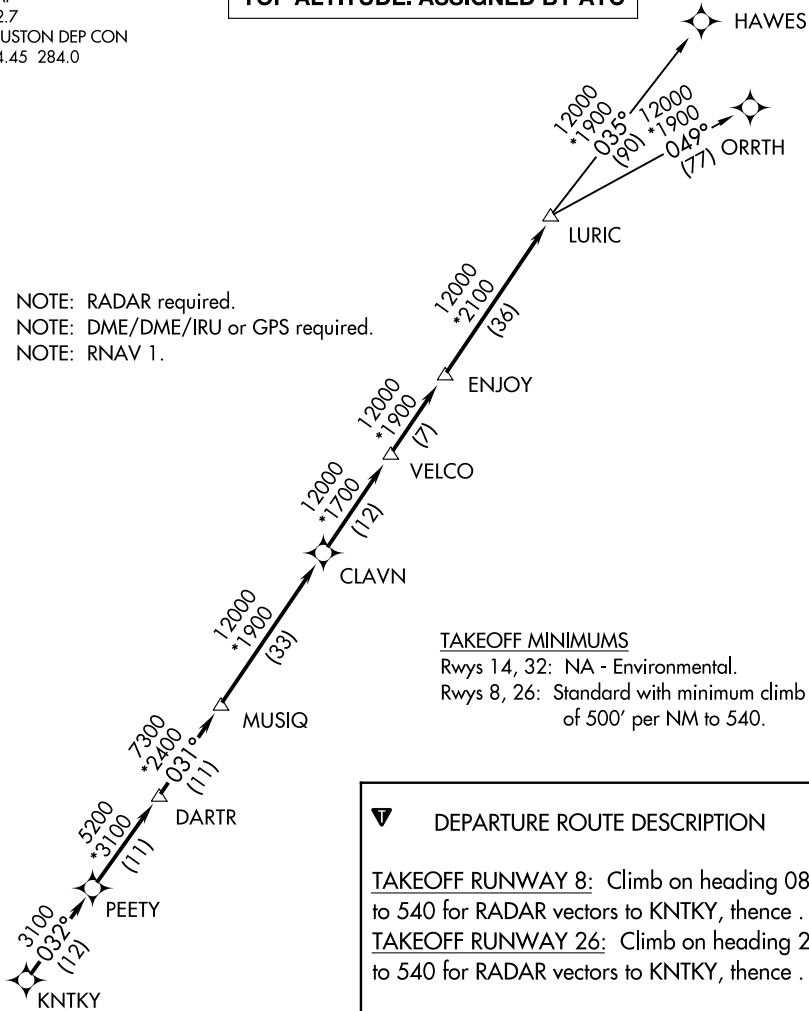 2.7
USTON DEP CON
4.45 284.0
TOP ALTITUDE: ASSIGNED BY ATC
HAWES
12000
*1900
035°
(90)
12000
*1900
049°
(77)
ORRTH
LURIC
NOTE: RADAR required.
NOTE: DME/DME/IRU or GPS required.
NOTE: RNAV 1.
12000
*2100
(36)
ENJOY
12000
*1900
(7)
VELCO
12000
*1700
(12)
CLAVN
12000
*1900
(33)
TAKEOFF MINIMUMS
Rwys 14, 32: NA - Environmental.
Rwys 8, 26: Standard with minimum climb
of 500' per NM to 540.
MUSIQ
7300
*2400
031°
(11)
DARTR
5200
*3100
(11)
PEETY
3100
032°
(12)
KNTKY
T
DEPARTURE ROUTE DESCRIPTION
TAKEOFF RUNWAY 8: Climb on heading 08
to 540 for RADAR vectors to KNTKY, thence .
TAKEOFF RUNWAY 26: Climb on heading 2
to 540 for RADAR vectors to KNTKY, thence .